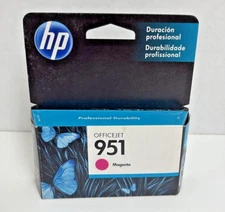 hp
Duración
profesional
Durabilidade
profissional
Professional Durability
OFFICEJET
951
Magenta